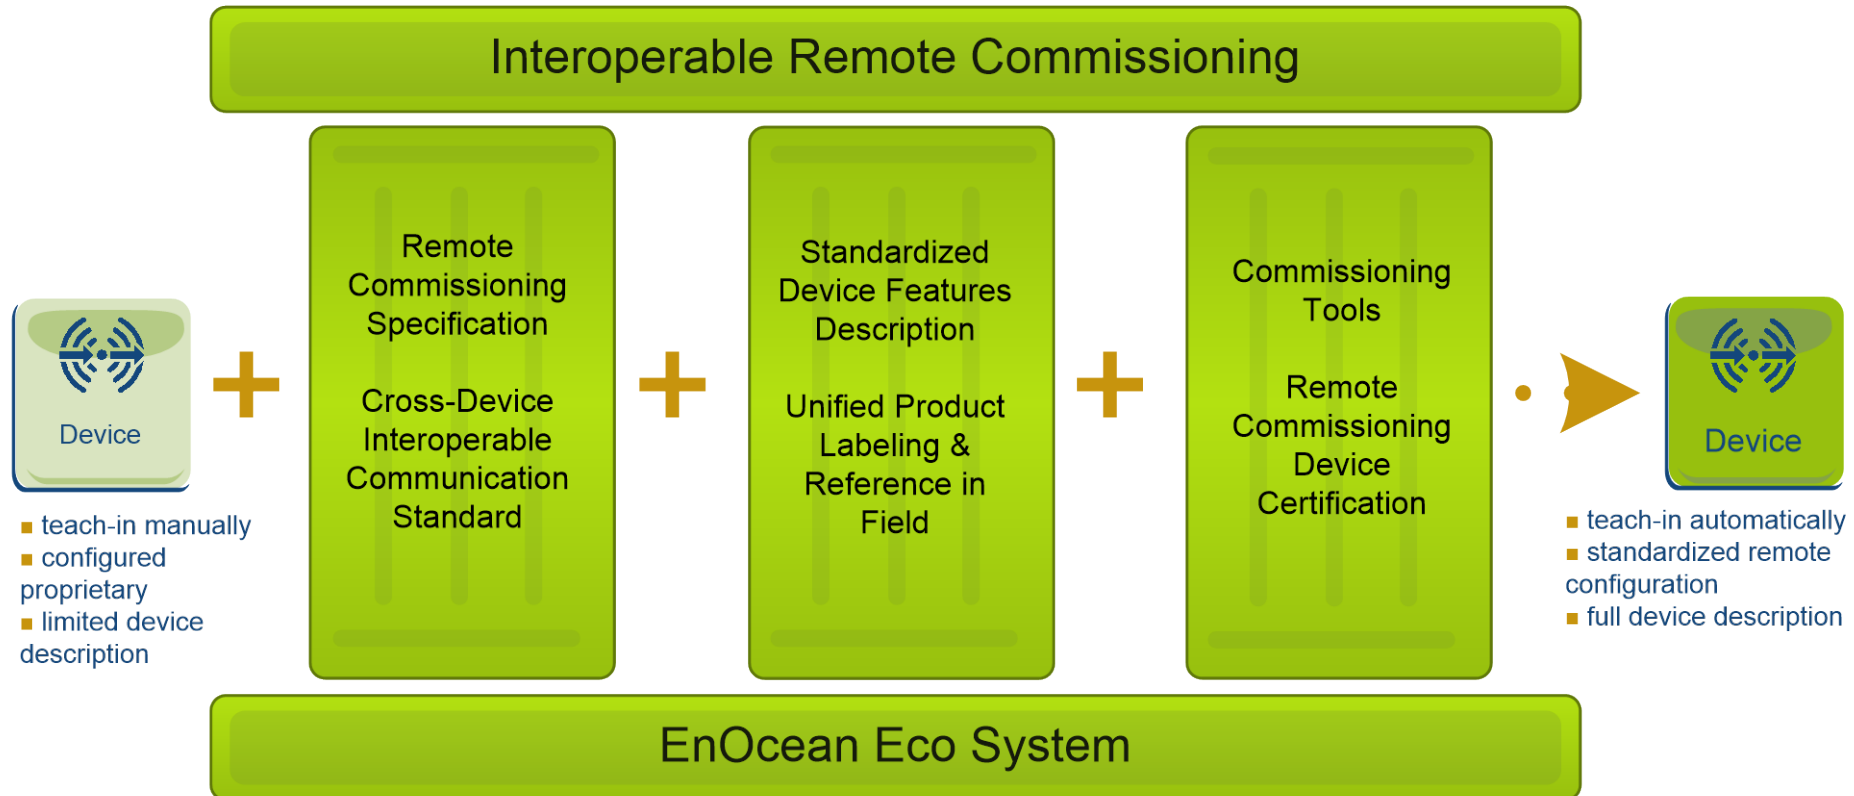 Interoperable Remote Commissioning
Remote
Commissioning
Specification
Cross-Device
Interoperable
Communication
Standard
Standardized
Device Features
Description
Unified Product
Labeling &
Reference in
Field
Commissioning
Tools
Remote
Commissioning
Device
Certification
Device
■ teach-in manually
■ configured
proprietary
■ limited device
description
Device
■ teach-in automatically
■ standardized remote
configuration
■ full device description
EnOcean Eco System